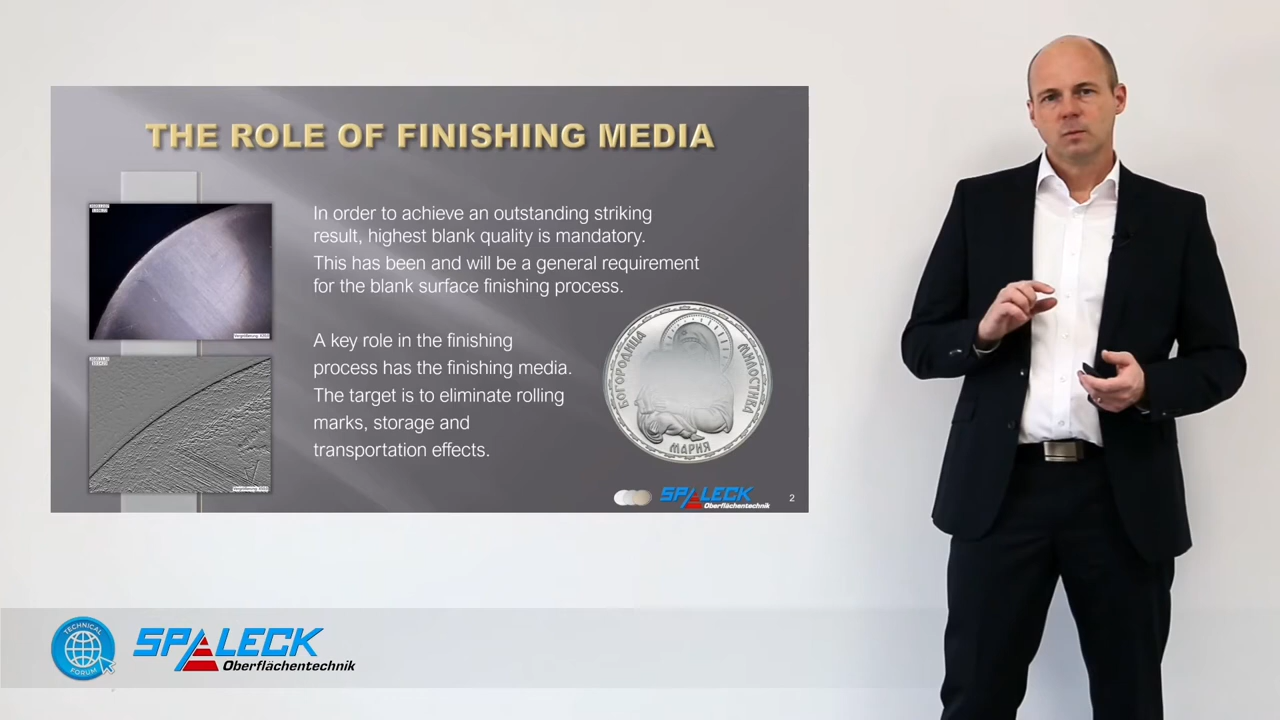 THE ROLE OF FINISHING MEDIA
In order to achieve an outstanding striking
result, highest blank quality is mandatory.
This has been and will be a general requirement
for the blank surface finishing process.
A key role in the finishing
process has the finishing media.
The target is to eliminate rolling
marks, storage and
transportation effects.
БОГОРОДИЦА
МИЛОСТИВА
МАРИЯ
SPALECK
Oberflächentechnik
2
TECHNICAL
FORUM
SPALECK
Oberflächentechnik